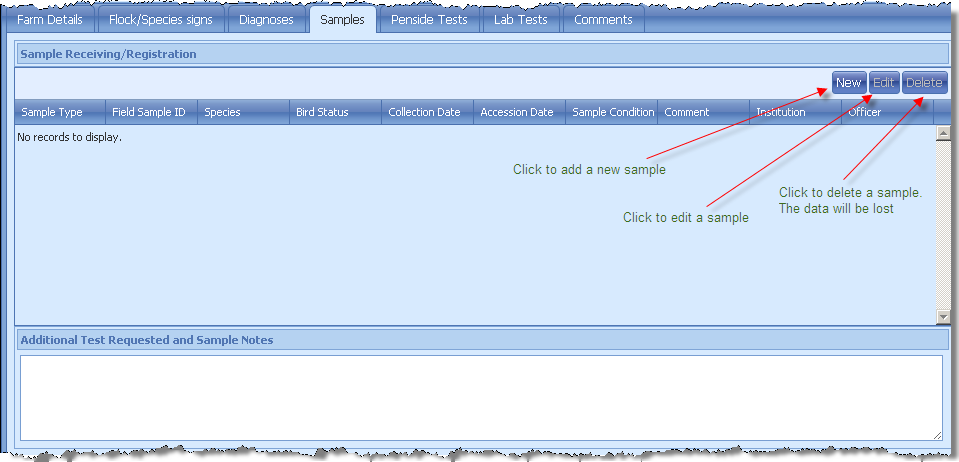 Farm Details Flock/Species signs Diagnoses Samples Penside Tests Lab Tests Comments
Sample Receiving/Registration
New Edit Delete
Sample Type Field Sample ID Species Bird Status Collection Date Accession Date Sample Condition Comment Institution Officer
No records to display.
Click to add a new sample
Click to delete a sample.
The data will be lost
Click to edit a sample
Additional Test Requested and Sample Notes